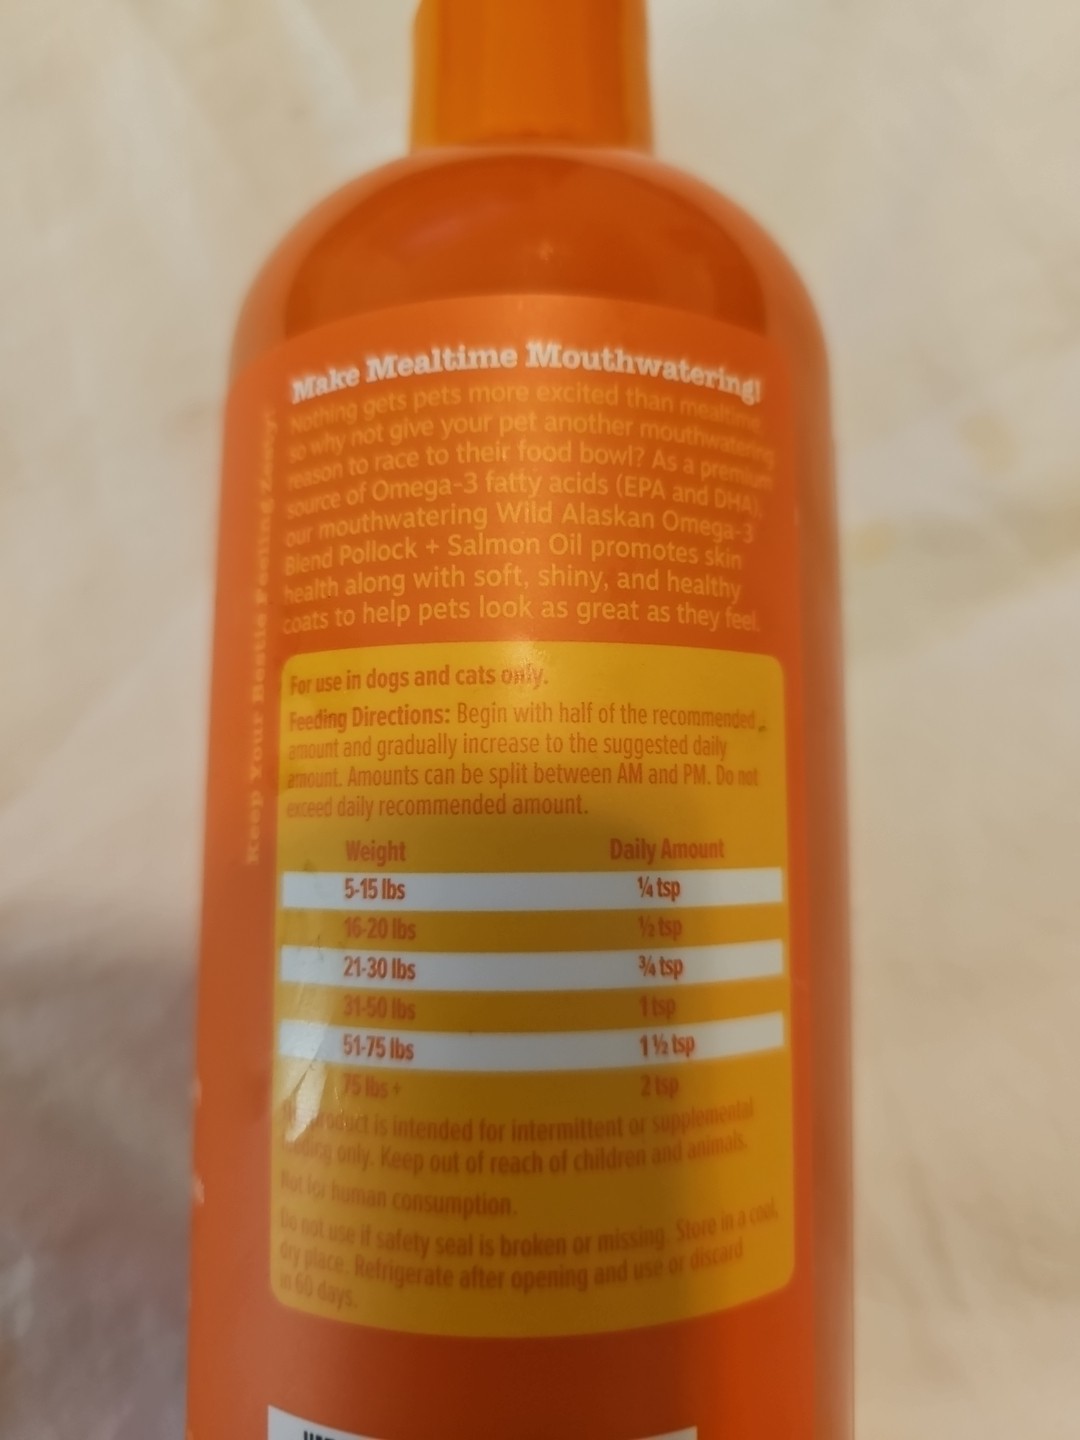 Make Mealtime Mouthwatering!
Nothing gets pets more excited than mealtime,
so why not give your pet another mouthwatering
reason to race to their food bowl? As a premium
source of Omega-3 fatty acids (EPA and DHA),
our mouthwatering Wild Alaskan Omega-3
Blend Pollock + Salmon Oil promotes skin
health along with soft, shiny, and healthy
coats to help pets look as great as they feel.
Keep Your Bestie Feeling Zesty!
For use in dogs and cats only.
Feeding Directions: Begin with half of the recommended
amount and gradually increase to the suggested daily
amount. Amounts can be split between AM and PM. Do not
exceed daily recommended amount.
Weight Daily Amount
5-15 lbs ¼ tsp
16-20 lbs ½ tsp
21-30 lbs ¾ tsp
31-50 lbs 1 tsp
51-75 lbs 1 ½ tsp
75 lbs + 2 tsp
This product is intended for intermittent or supplemental
feeding only. Keep out of reach of children and animals.
Not for human consumption.
Do not use if safety seal is broken or missing. Store in a cool,
dry place. Refrigerate after opening and use or discard
in 60 days.